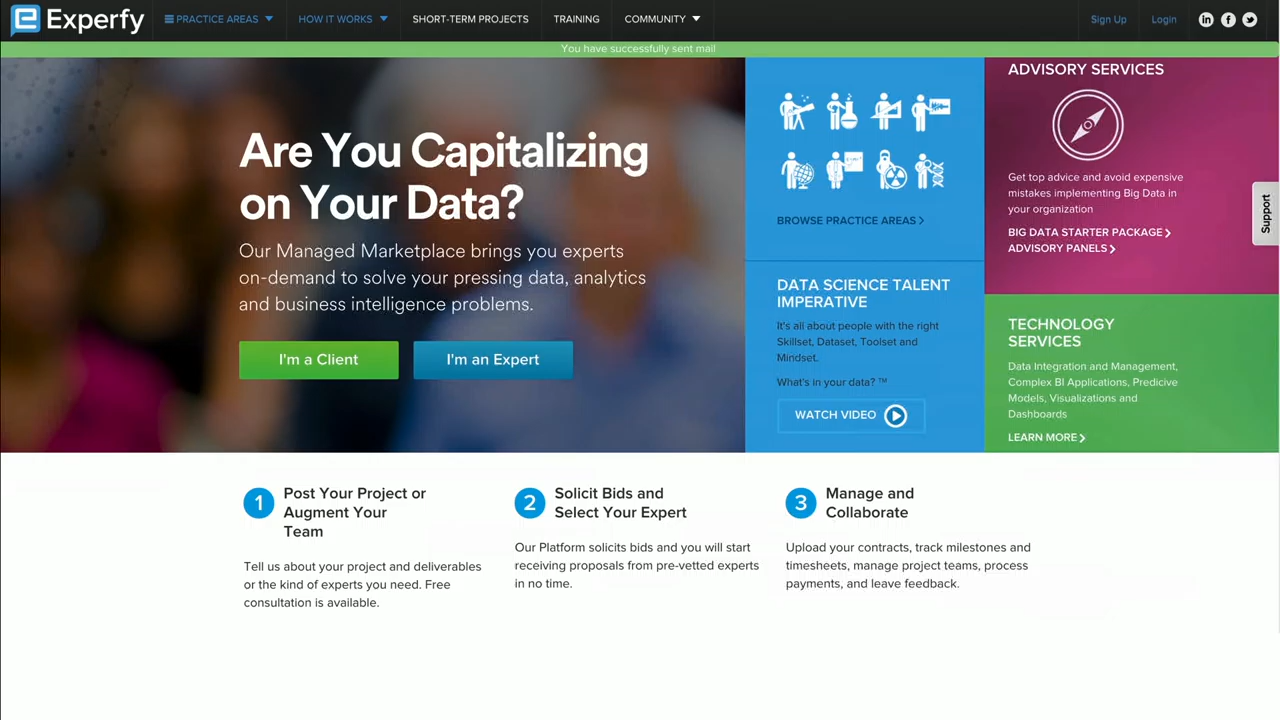 Experfy
PRACTICE AREAS
HOW IT WORKS
SHORT-TERM PROJECTS
TRAINING
COMMUNITY
Sign Up
Login
You have successfully sent mail
Are You Capitalizing
on Your Data?
Our Managed Marketplace brings you experts
on-demand to solve your pressing data, analytics
and business intelligence problems.
I'm a Client
I'm an Expert
BROWSE PRACTICE AREAS
DATA SCIENCE TALENT
IMPERATIVE
It's all about people with the right
Skillset, Dataset, Toolset and
Mindset.
What's in your data? ™
WATCH VIDEO
ADVISORY SERVICES
Get top advice and avoid expensive
mistakes implementing Big Data in
your organization
BIG DATA STARTER PACKAGE
ADVISORY PANELS
TECHNOLOGY
SERVICES
Data Integration and Management,
Complex BI Applications, Predicive
Models, Visualizations and
Dashboards
LEARN MORE
Support
1
Post Your Project or
Augment Your
Team
Tell us about your project and deliverables
or the kind of experts you need. Free
consultation is available.
2
Solicit Bids and
Select Your Expert
Our Platform solicits bids and you will start
receiving proposals from pre-vetted experts
in no time.
3
Manage and
Collaborate
Upload your contracts, track milestones and
timesheets, manage project teams, process
payments, and leave feedback.